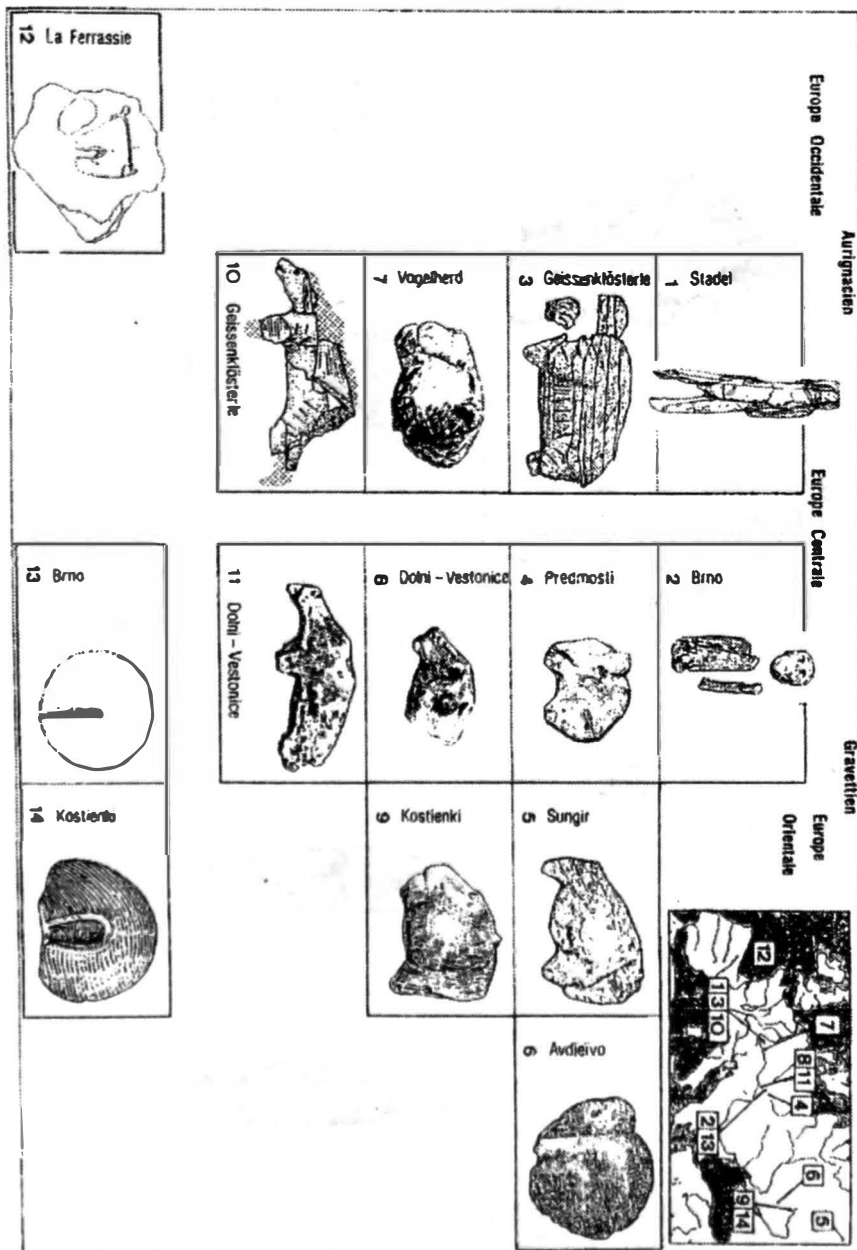 Aurignacien
Gravettien
Europe Occidentale
Europe Centrale
Europe
Orientale
1 Stadel
2 Brno
7
5
8 11
4
6
12
1 3 10
2 13
9 14
3 Geissenklösterle
4 Predmosti
5 Sungir
6 Avdieivo
7 Vogelherd
8 Dolni-Vestonice
9 Kostienki
10 Geissenklösterle
11 Dolni-Vestonice
12 La Ferrassie
13 Brno
14 Kostienki